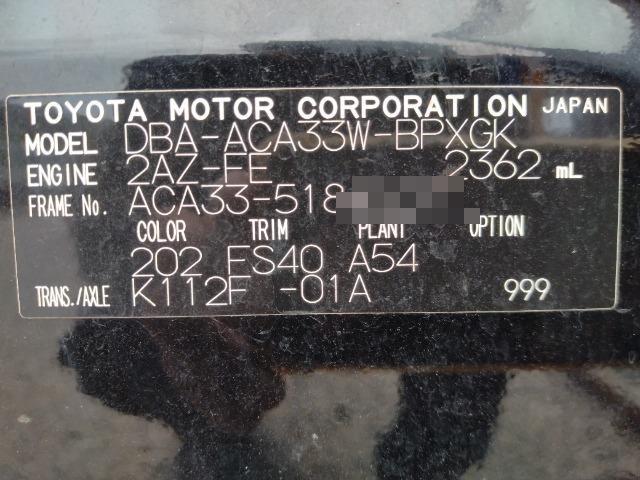 TOYOTA MOTOR CORPORATION JAPAN
MODEL DBA-ACA33W-BPXGK
ENGINE 2AZ-FE 2362 mL
FRAME No. ACA33-518
COLOR TRIM PLANT OPTION
202 FS40 A54
TRANS./AXLE K112F -01A 999